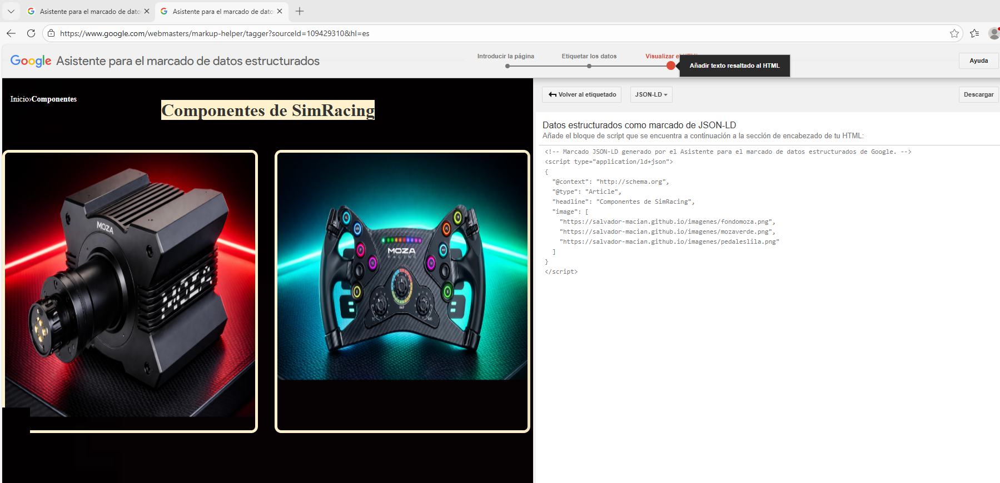 Asistente para el marcado de dato
Asistente para el marcado de dato
https://www.google.com/webmasters/markup-helper/tagger?sourceId=109429310&hl=es
Google Asistente para el marcado de datos estructurados
Introducir la página
Etiquetar los datos
Visualizar el HTML
Añadir texto resaltado al HTML
Ayuda
Inicio›Componentes
Componentes de SimRacing
Volver al etiquetado
JSON-LD
Descargar
Datos estructurados como marcado de JSON-LD
Añade el bloque de script que se encuentra a continuación a la sección de encabezado de tu HTML:
<!-- Marcado JSON-LD generado por el Asistente para el marcado de datos estructurados de Google. -->
<script type="application/ld+json">
{
"@context": "http://schema.org",
"@type": "Article",
"headline": "Componentes de SimRacing",
"image": [
"https://salvador-macian.github.io/imagenes/fondomoza.png",
"https://salvador-macian.github.io/imagenes/mozaverde.png",
"https://salvador-macian.github.io/imagenes/pedaleslila.png"
]
}
</script>
MOZA
MOZA
RACING